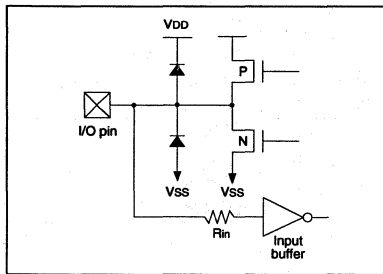 VDD
P
I/O pin
N
VSS
VSS
Rin
Input
buffer